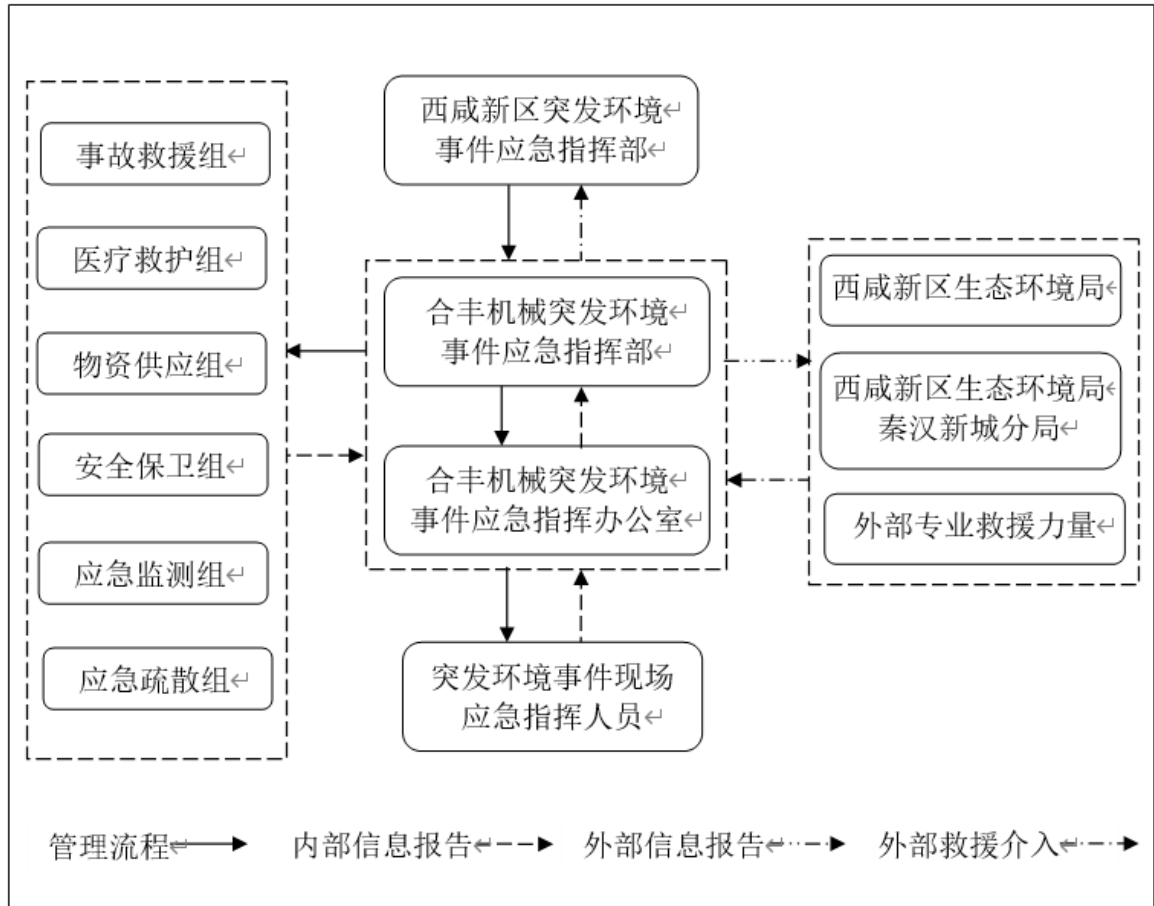 西咸新区突发环境
事件应急指挥部
事故救援组
医疗救护组
物资供应组
安全保卫组
应急监测组
应急疏散组
合丰机械突发环境
事件应急指挥部
合丰机械突发环境
事件应急指挥办公室
突发环境事件现场
应急指挥人员
西咸新区生态环境局
西咸新区生态环境局
秦汉新城分局
外部专业救援力量
管理流程
内部信息报告
外部信息报告
外部救援介入